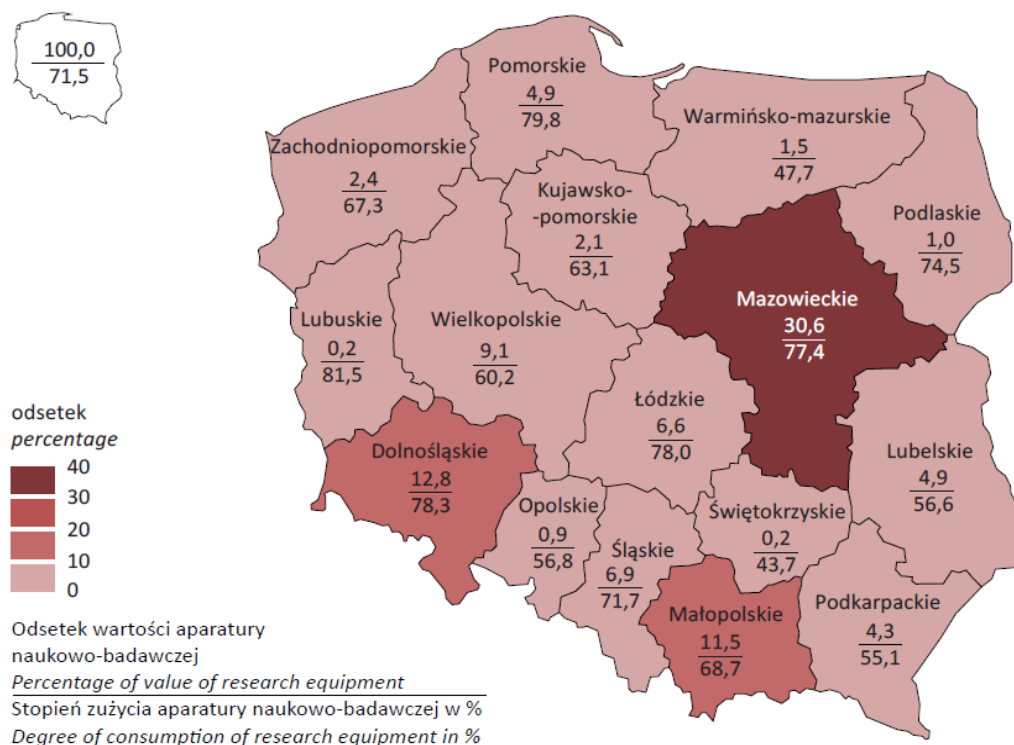 100,0
71,5
Pomorskie
4,9
79,8
Warmińsko-mazurskie
1,5
47,7
Zachodniopomorskie
2,4
67,3
Kujawsko-
-pomorskie
2,1
63,1
Podlaskie
1,0
74,5
Mazowieckie
30,6
77,4
Lubuskie
0,2
81,5
Wielkopolskie
9,1
60,2
Łódzkie
6,6
78,0
Lubelskie
4,9
56,6
Dolnośląskie
12,8
78,3
Opolskie
0,9
56,8
Śląskie
6,9
71,7
Świętokrzyskie
0,2
43,7
Małopolskie
11,5
68,7
Podkarpackie
4,3
55,1
odsetek
percentage
40
30
20
10
0
Odsetek wartości aparatury
naukowo-badawczej
Percentage of value of research equipment
Stopień zużycia aparatury naukowo-badawczej w %
Degree of consumption of research equipment in %